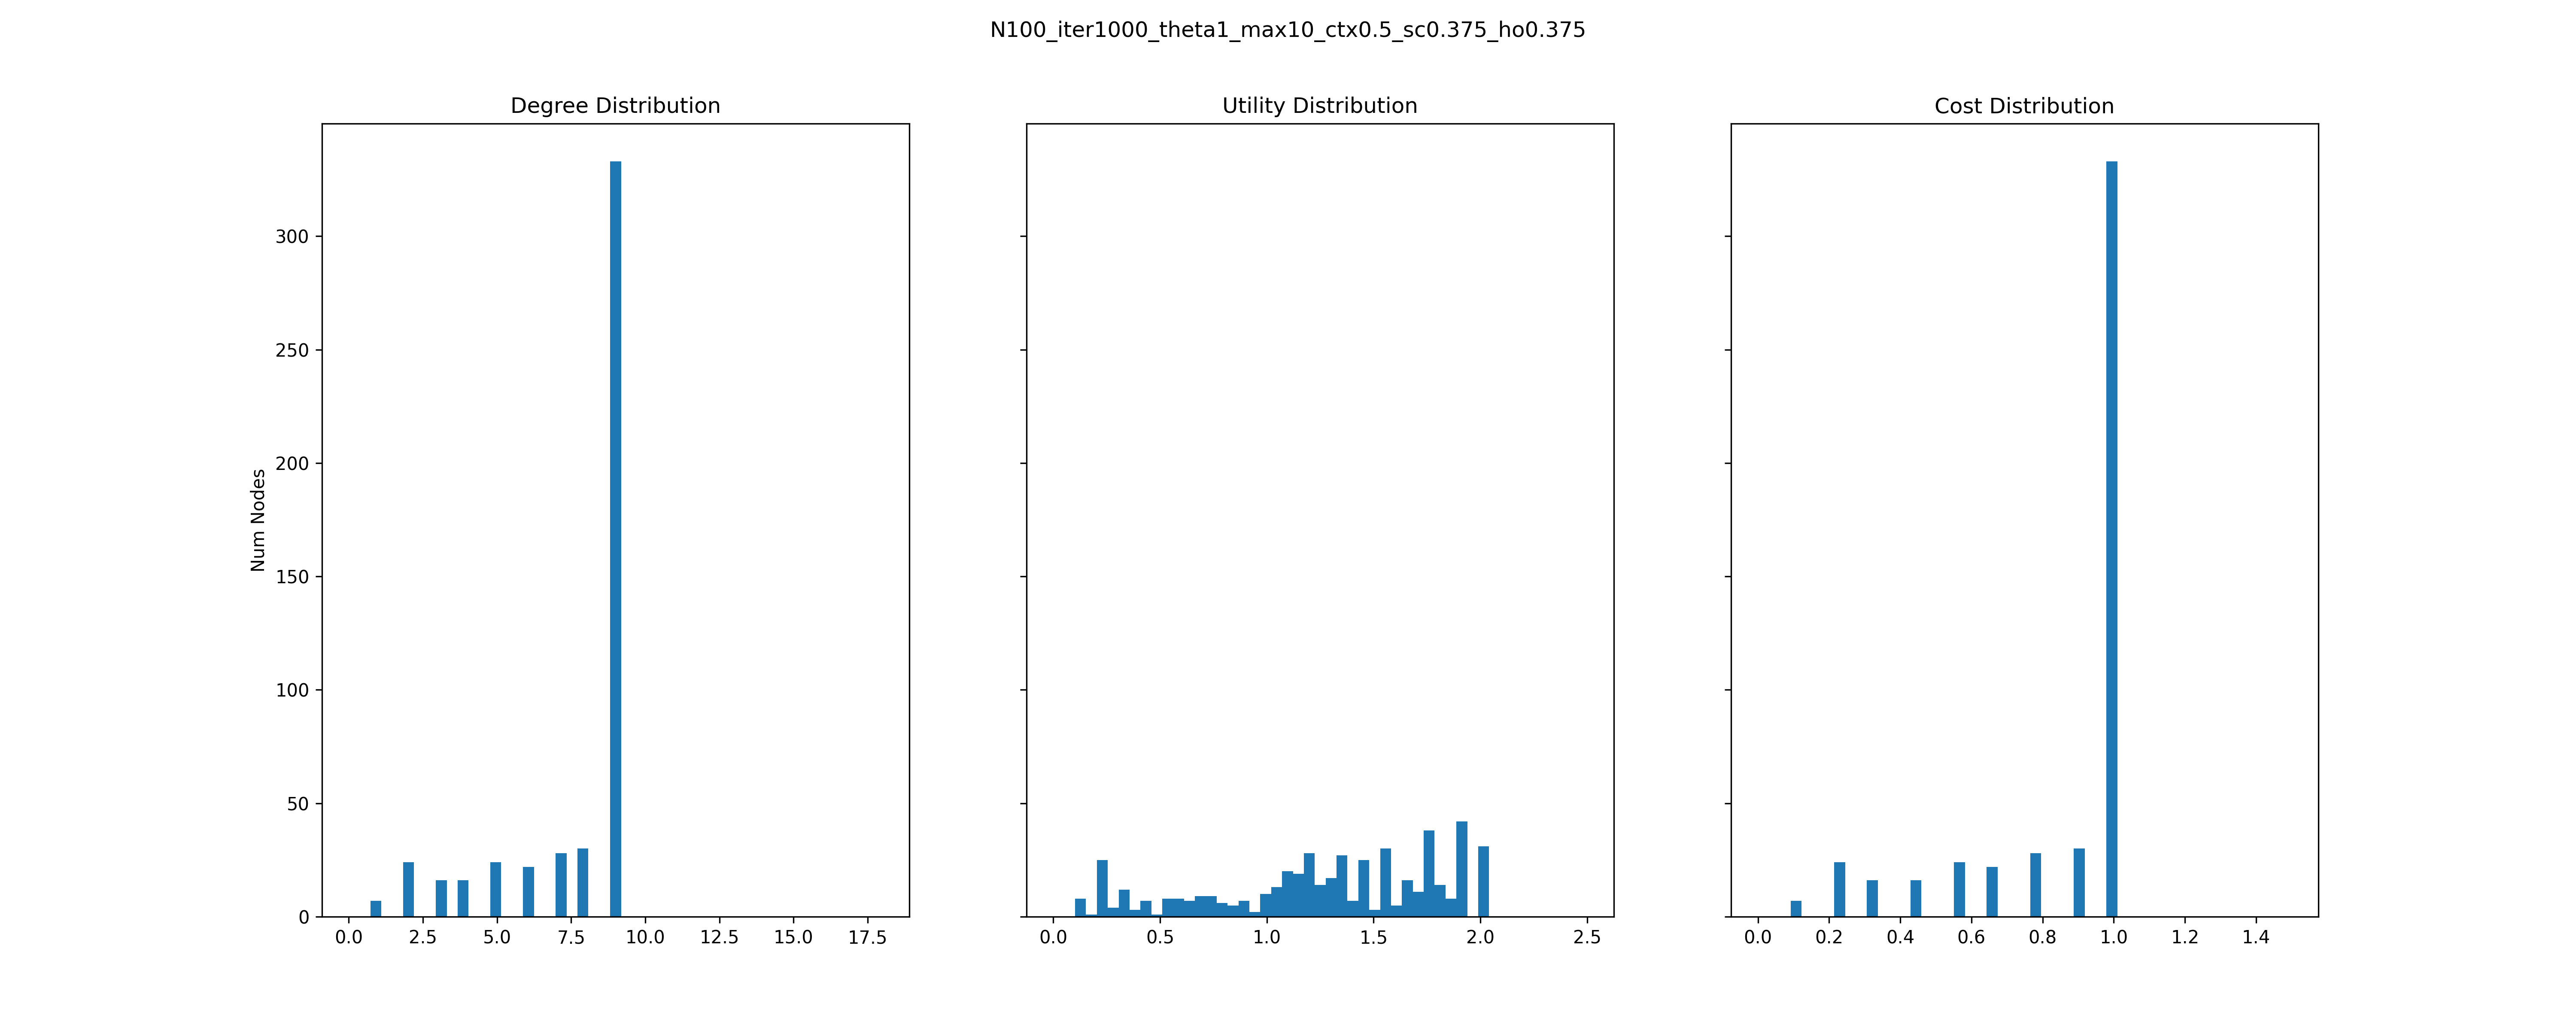 N100_iter1000_theta1_max10_ctx0.5_sc0.375_ho0.375
Degree Distribution
Utility Distribution
Cost Distribution
Num Nodes
300
250
200
150
100
50
0
0.0 2.5 5.0 7.5 10.0 12.5 15.0 17.5
0.0 0.5 1.0 1.5 2.0 2.5
0.0 0.2 0.4 0.6 0.8 1.0 1.2 1.4